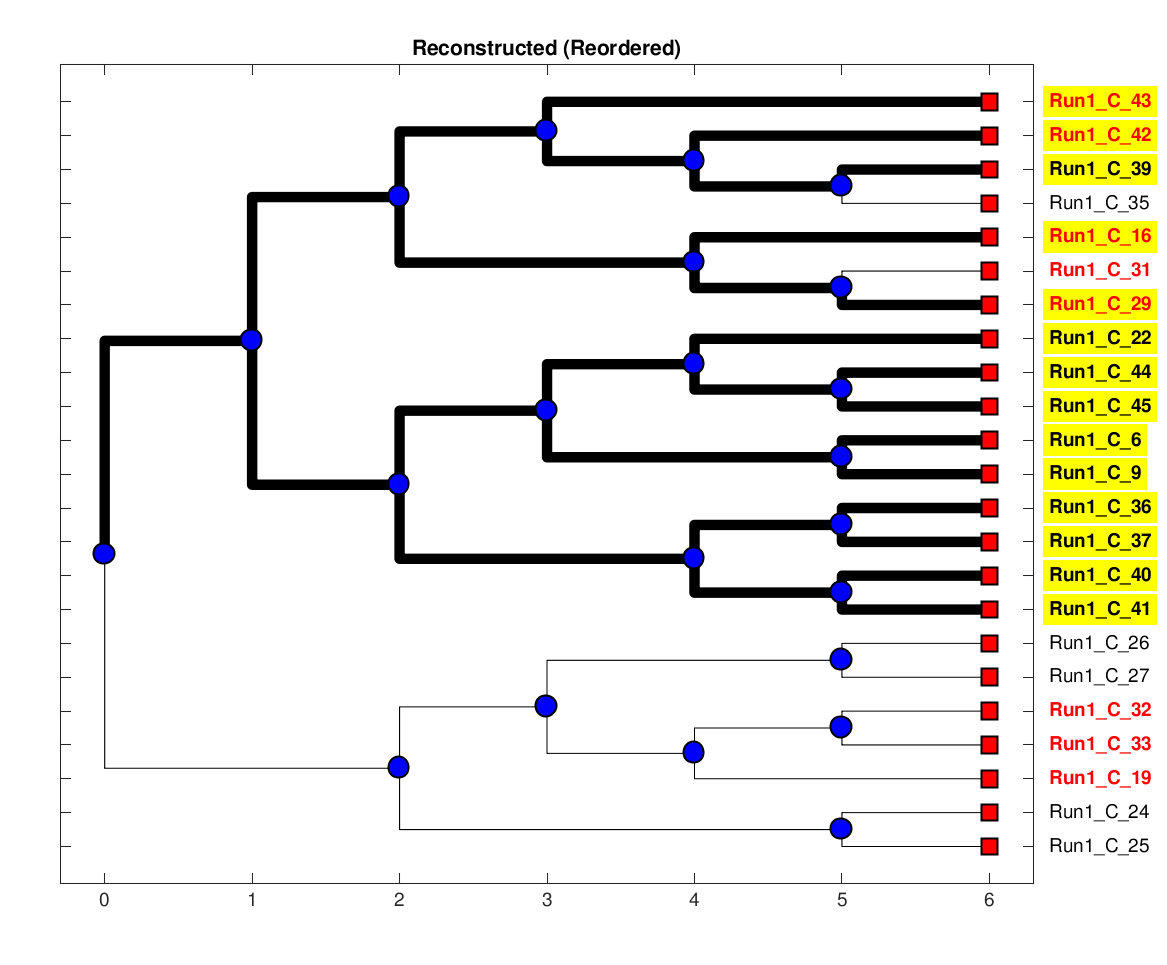 Reconstructed (Reordered)
Run1_C_43
Run1_C_42
Run1_C_39
Run1_C_35
Run1_C_16
Run1_C_31
Run1_C_29
Run1_C_22
Run1_C_44
Run1_C_45
Run1_C_6
Run1_C_9
Run1_C_36
Run1_C_37
Run1_C_40
Run1_C_41
Run1_C_26
Run1_C_27
Run1_C_32
Run1_C_33
Run1_C_19
Run1_C_24
Run1_C_25
0 1 2 3 4 5 6